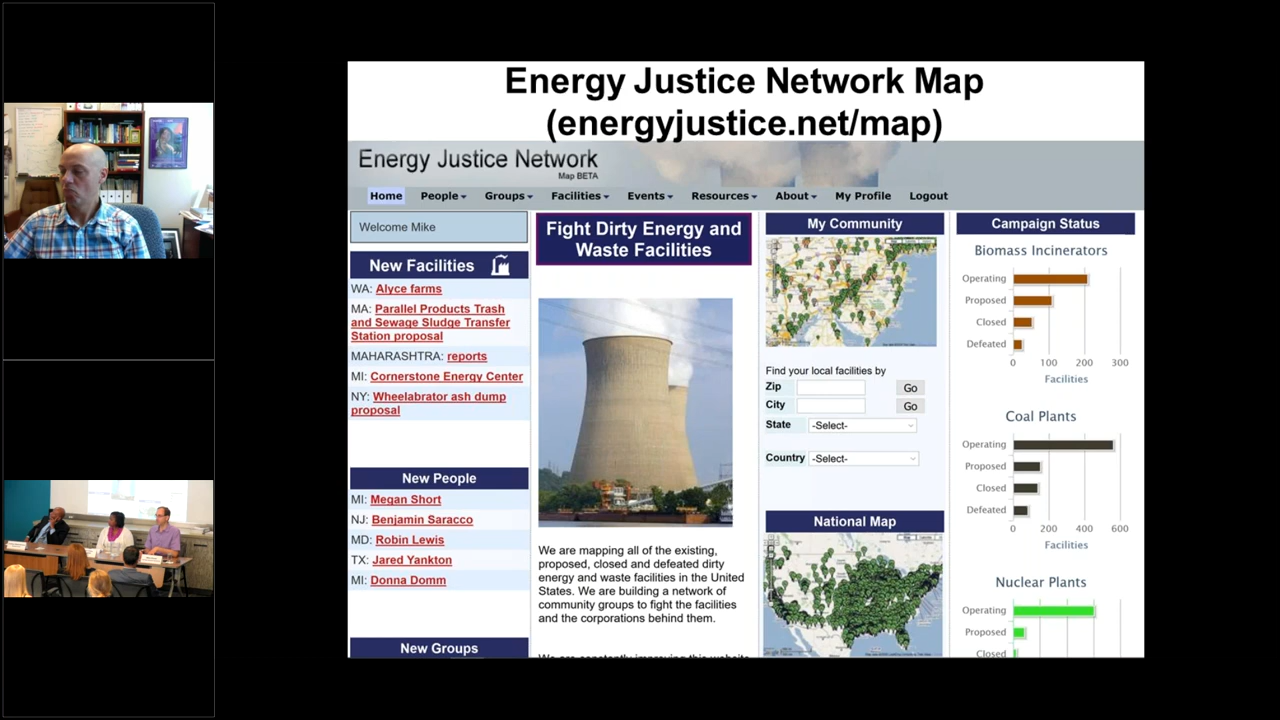 Energy Justice Network Map
(energyjustice.net/map)
Energy Justice Network
Map BETA
Home People Groups Facilities Events Resources About My Profile Logout
Welcome Mike
New Facilities
WA: Alyce farms
MA: Parallel Products Trash
and Sewage Sludge Transfer
Station proposal
MAHARASHTRA: reports
MI: Cornerstone Energy Center
NY: Wheelabrator ash dump
proposal
New People
MI: Megan Short
NJ: Benjamin Saracco
MD: Robin Lewis
TX: Jared Yankton
MI: Donna Domm
New Groups
Fight Dirty Energy and
Waste Facilities
We are mapping all of the existing,
proposed, closed and defeated dirty
energy and waste facilities in the United
States. We are building a network of
community groups to fight the facilities
and the corporations behind them.
We are constantly improving this website
My Community
Find your local facilities by
Zip Go
City Go
State -Select-
Country -Select-
National Map
Campaign Status
Biomass Incinerators
Operating
Proposed
Closed
Defeated
0 100 200 300
Facilities
Coal Plants
Operating
Proposed
Closed
Defeated
0 200 400 600
Facilities
Nuclear Plants
Operating
Proposed
Closed